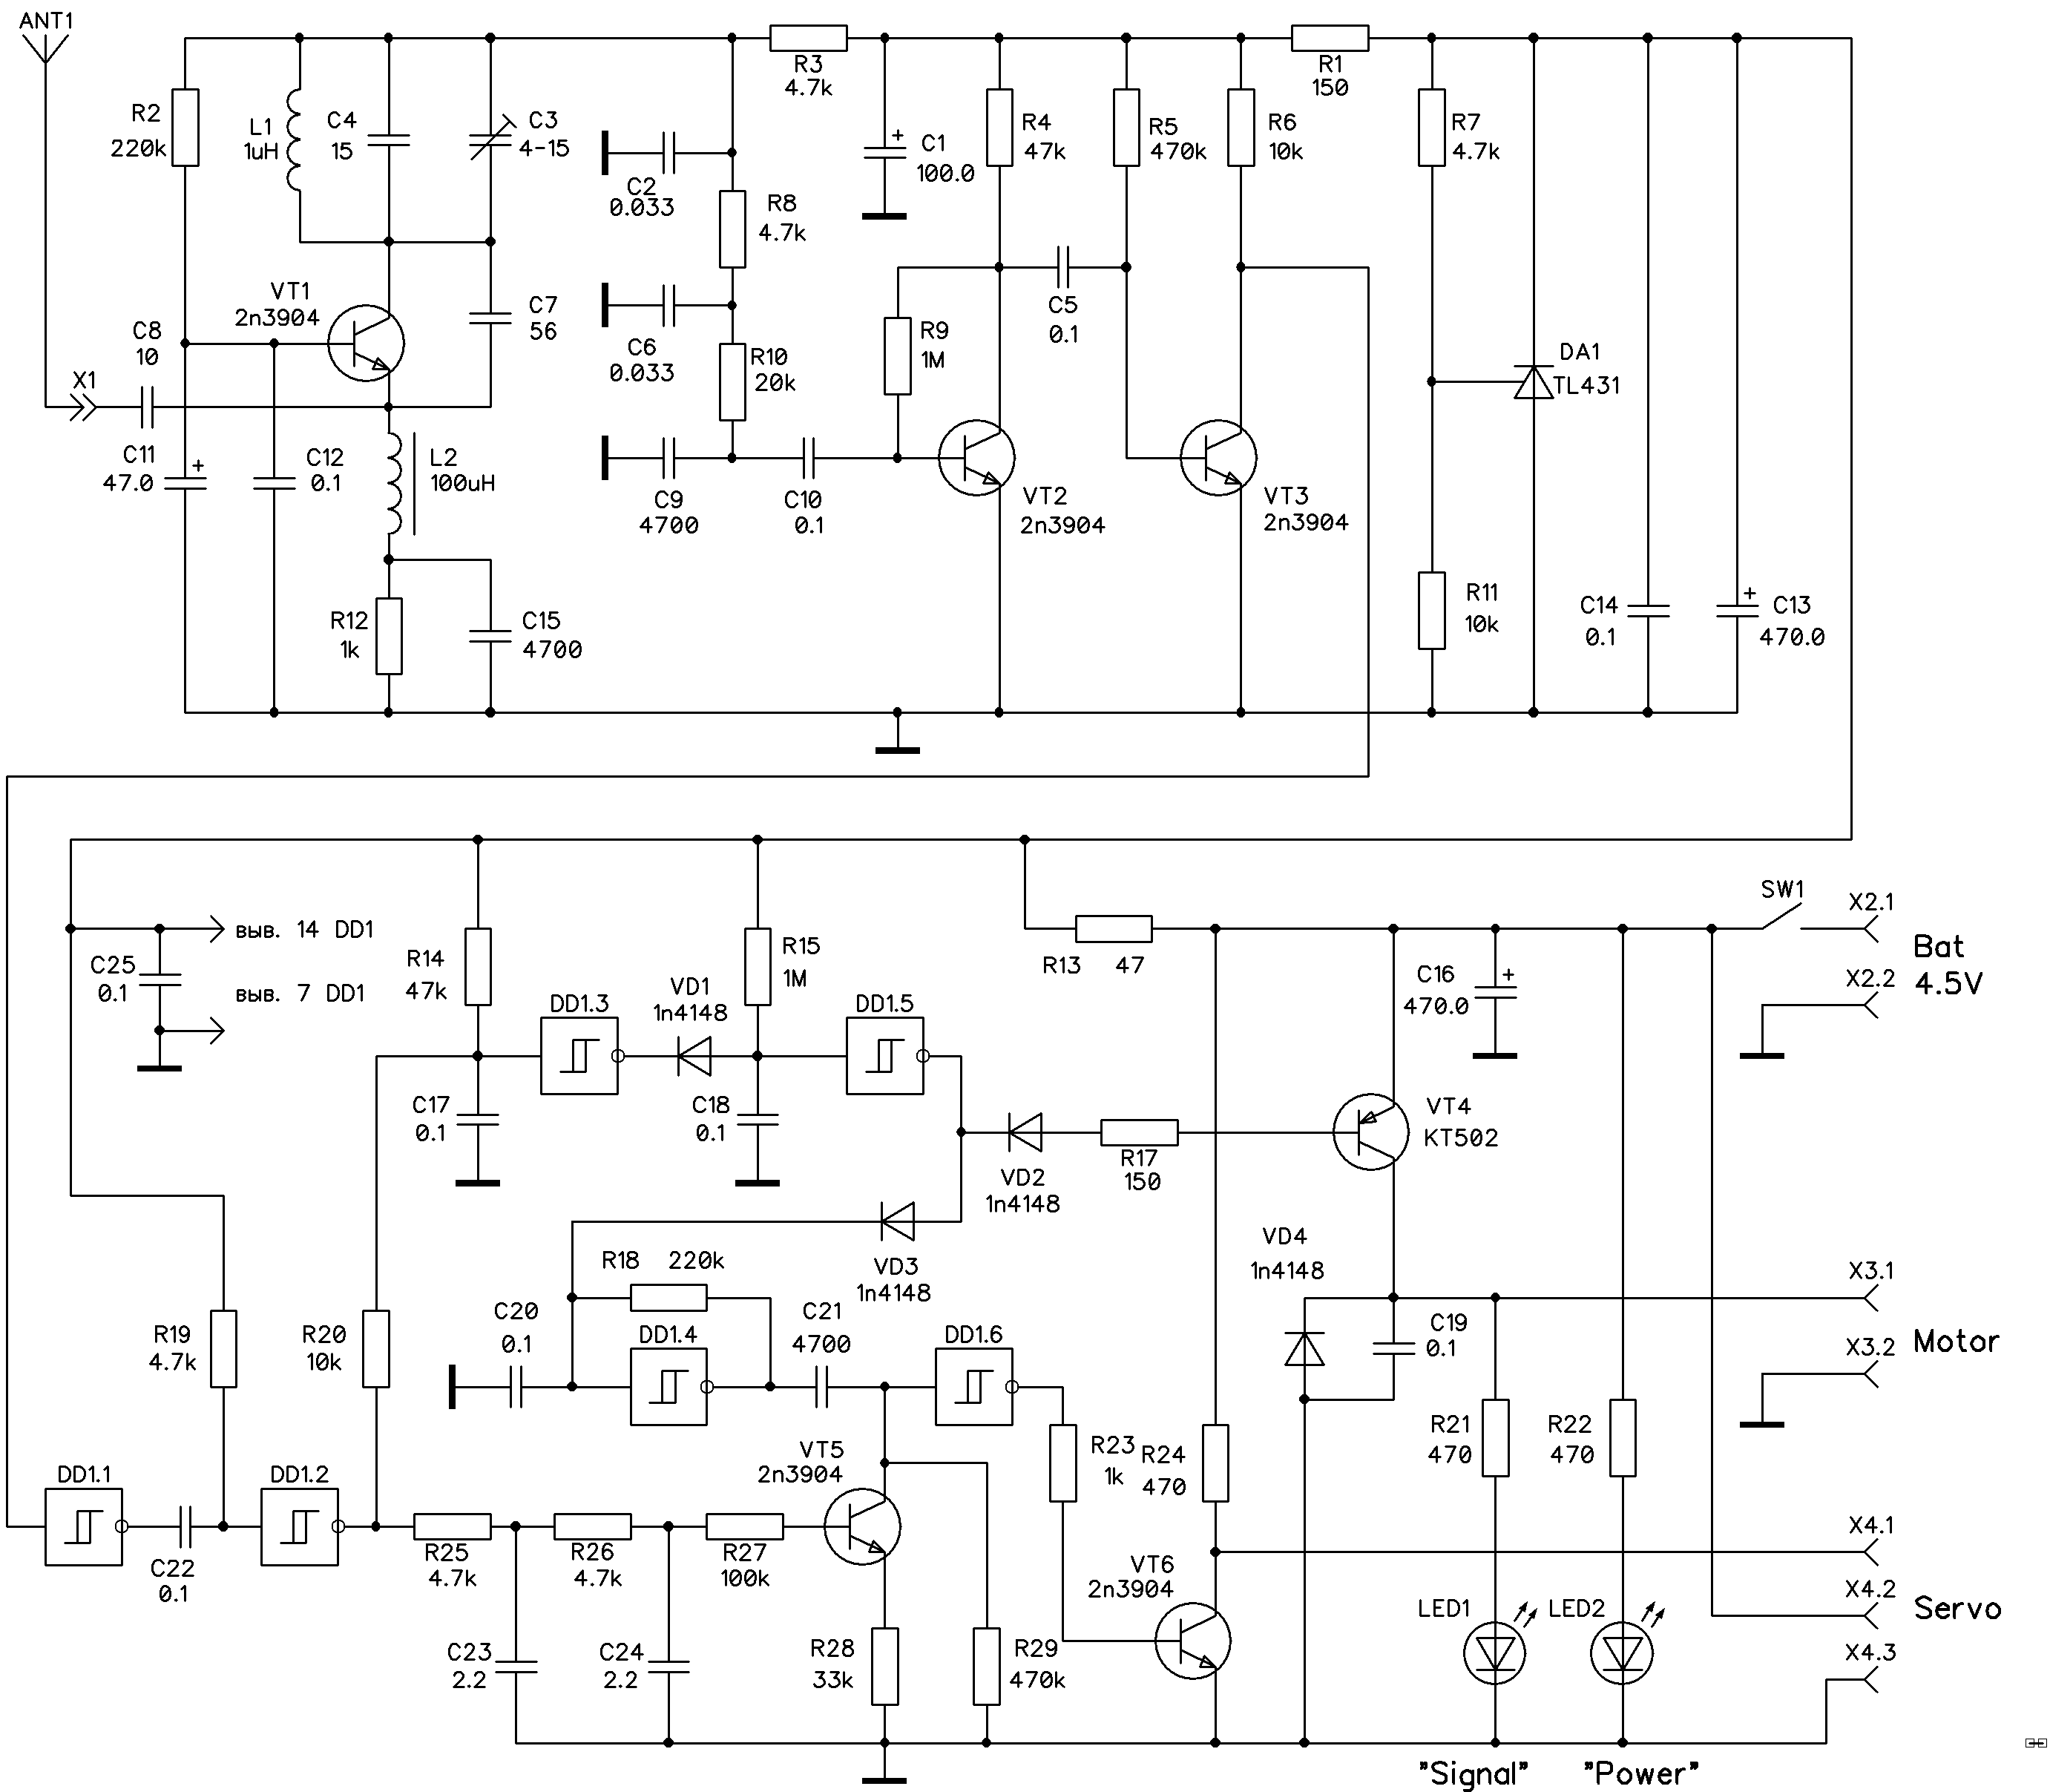 ANT1
R3
4.7k
R1
150
R2
220k
L1
1uH
C4
15
C3
4-15
C2
0.033
R8
4.7k
C1
100.0
R4
47k
R5
470k
R6
10k
R7
4.7k
VT1
2n3904
C7
56
C6
0.033
R10
20k
R9
1M
C5
0.1
DA1
TL431
C8
10
X1
C11
47.0
C12
0.1
L2
100uH
C9
4700
C10
0.1
VT2
2n3904
VT3
2n3904
R12
1k
C15
4700
R11
10k
C14
0.1
C13
470.0
выв. 14 DD1
C25
0.1
выв. 7 DD1
R14
47k
R15
1M
R13 47
SW1
X2.1
X2.2
Bat
4.5V
C16
470.0
DD1.3
VD1
1n4148
DD1.5
C17
0.1
C18
0.1
VD2
1n4148
R17
150
VT4
KT502
VD3
1n4148
R18 220k
VD4
1n4148
X3.1
X3.2
Motor
C19
0.1
R19
4.7k
R20
10k
C20
0.1
DD1.4
C21
4700
DD1.6
R23
1k
R24
470
R21
470
R22
470
DD1.1
C22
0.1
DD1.2
R25
4.7k
R26
4.7k
R27
100k
VT5
2n3904
VT6
2n3904
X4.1
X4.2
X4.3
Servo
LED1
LED2
C23
2.2
C24
2.2
R28
33k
R29
470k
"Signal"
"Power"